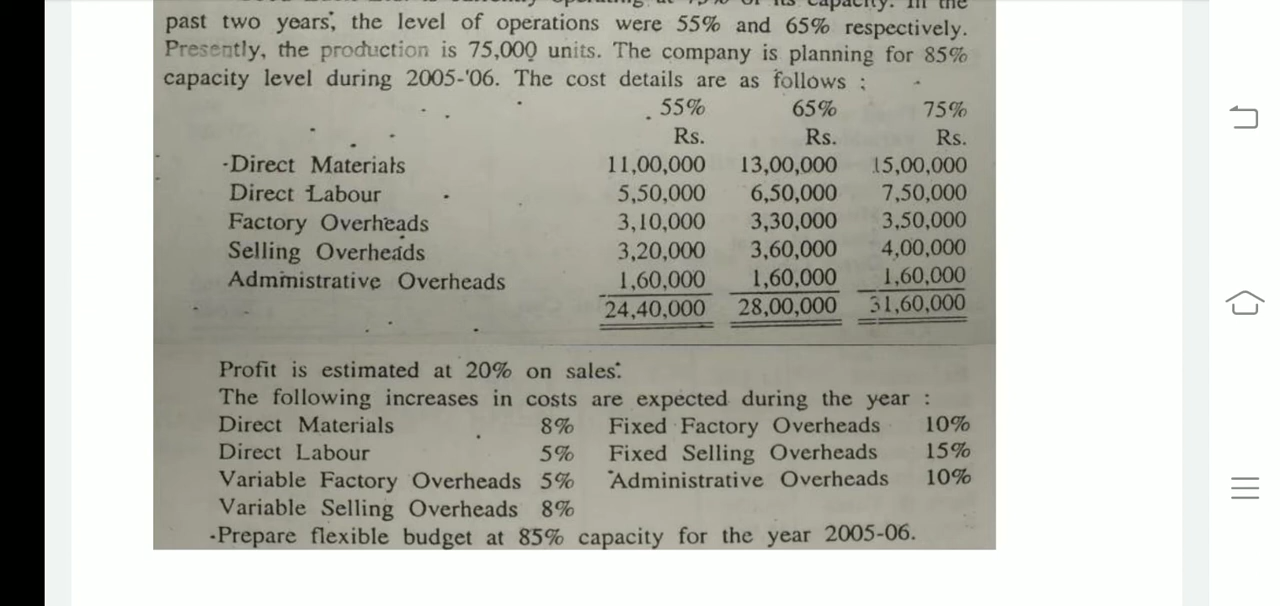 past two years, the level of operations were 55% and 65% respectively.
Presently, the production is 75,000 units. The company is planning for 85%
capacity level during 2005-'06. The cost details are as follows :
55% 65% 75%
Rs. Rs. Rs.
Direct Materials 11,00,000 13,00,000 15,00,000
Direct Labour 5,50,000 6,50,000 7,50,000
Factory Overheads 3,10,000 3,30,000 3,50,000
Selling Overheads 3,20,000 3,60,000 4,00,000
Administrative Overheads 1,60,000 1,60,000 1,60,000
24,40,000 28,00,000 31,60,000
Profit is estimated at 20% on sales.
The following increases in costs are expected during the year :
Direct Materials 8% Fixed Factory Overheads 10%
Direct Labour 5% Fixed Selling Overheads 15%
Variable Factory Overheads 5% Administrative Overheads 10%
Variable Selling Overheads 8%
Prepare flexible budget at 85% capacity for the year 2005-06.